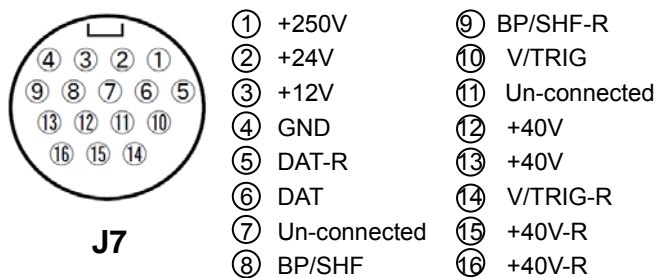 ④ ③ ② ①
⑨ ⑧ ⑦ ⑥ ⑤
⑬ ⑫ ⑪ ⑩
⑯ ⑮ ⑭
J7
① +250V
② +24V
③ +12V
④ GND
⑤ DAT-R
⑥ DAT
⑦ Un-connected
⑧ BP/SHF
⑨ BP/SHF-R
⑩ V/TRIG
⑪ Un-connected
⑫ +40V
⑬ +40V
⑭ V/TRIG-R
⑮ +40V-R
⑯ +40V-R